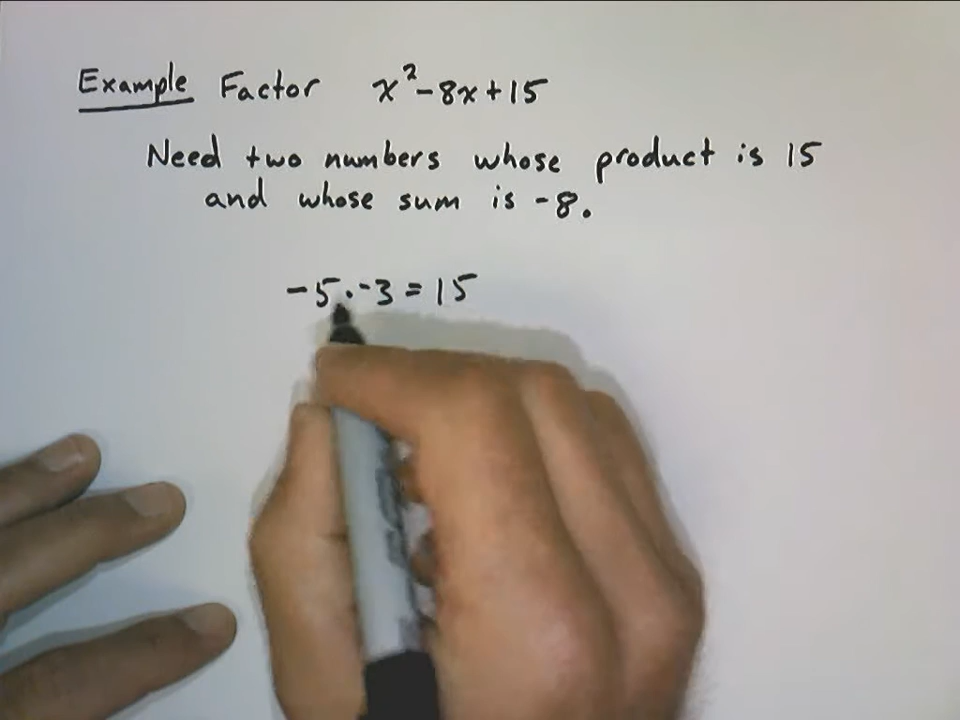 Example Factor x²-8x+15
Need two numbers whose product is 15
and whose sum is -8.
-5·-3=15